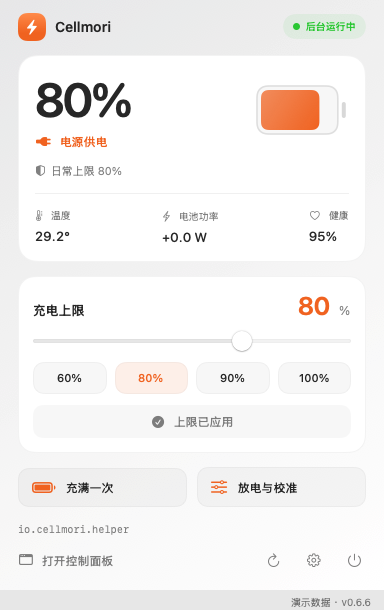 Cellmori
后台运行中
80%
电源供电
日常上限 80%
温度 电池功率 健康
29.2° +0.0 W 95%
充电上限 80 %
60% 80% 90% 100%
上限已应用
充满一次 放电与校准
io.cellmori.helper
打开控制面板
演示数据 · v0.6.6